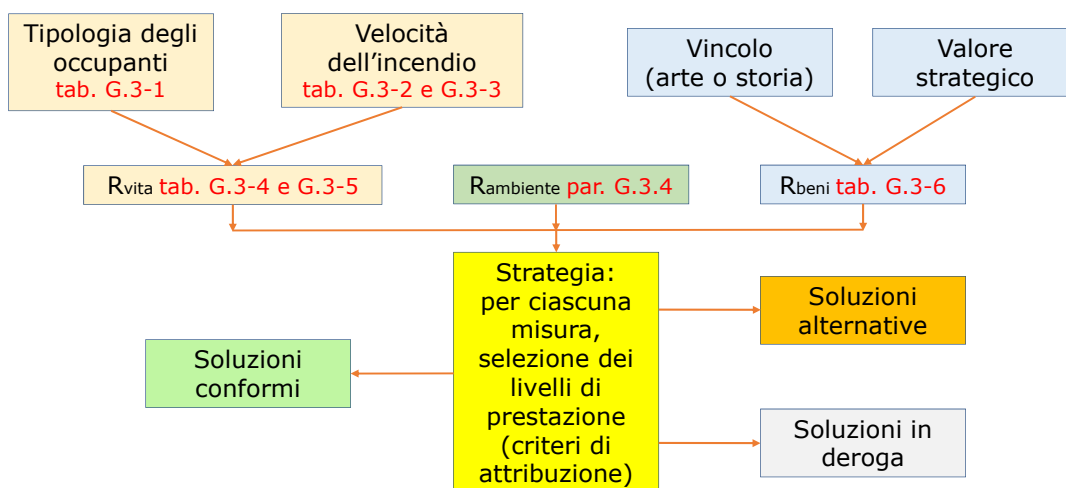 Tipologia degli
occupanti
tab. G.3-1
Velocità
dell'incendio
tab. G.3-2 e G.3-3
Vincolo
(arte o storia)
Valore
strategico
Rvita tab. G.3-4 e G.3-5
Rambiente par. G.3.4
Rbeni tab. G.3-6
Strategia:
per ciascuna
misura,
selezione dei
livelli di
prestazione
(criteri di
attribuzione)
Soluzioni
alternative
Soluzioni
conformi
Soluzioni in
deroga